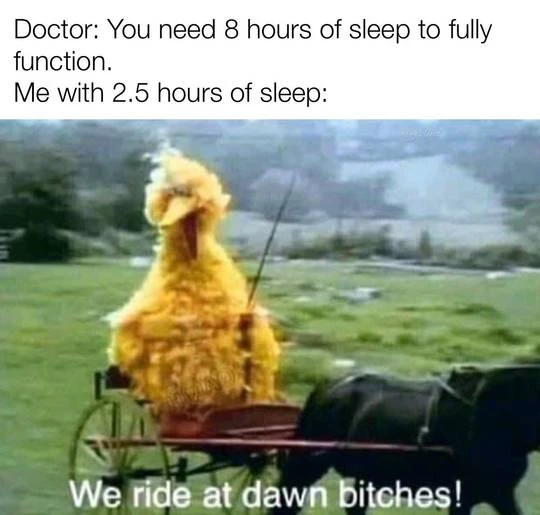 Doctor: You need 8 hours of sleep to fully
function.
Me with 2.5 hours of sleep:
We ride at dawn bitches!